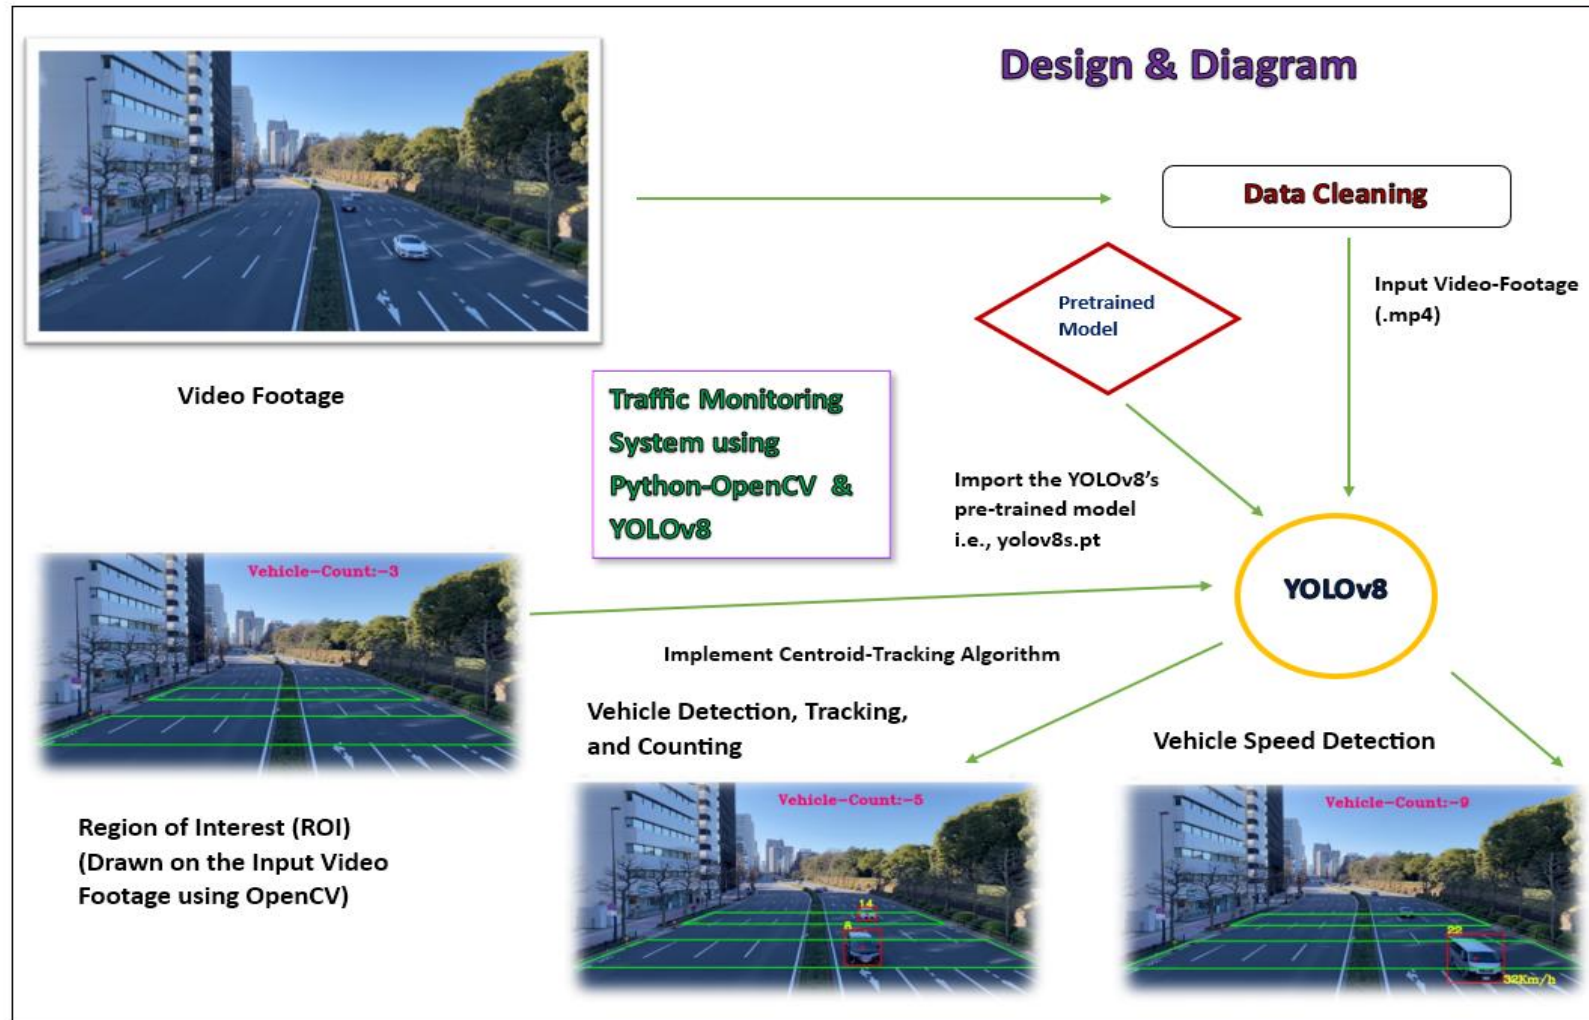 Design & Diagram
Data Cleaning
Pretrained
Model
Input Video-Footage
(.mp4)
Video Footage
Traffic Monitoring
System using
Python-OpenCV &
YOLOv8
Import the YOLOv8's
pre-trained model
i.e., yolov8s.pt
Vehicle-Count:-3
YOLOv8
Implement Centroid-Tracking Algorithm
Vehicle Detection, Tracking,
and Counting
Vehicle Speed Detection
Region of Interest (ROI)
(Drawn on the Input Video
Footage using OpenCV)
Vehicle-Count:-5
14
8
Vehicle-Count:-9
22
32Km/h